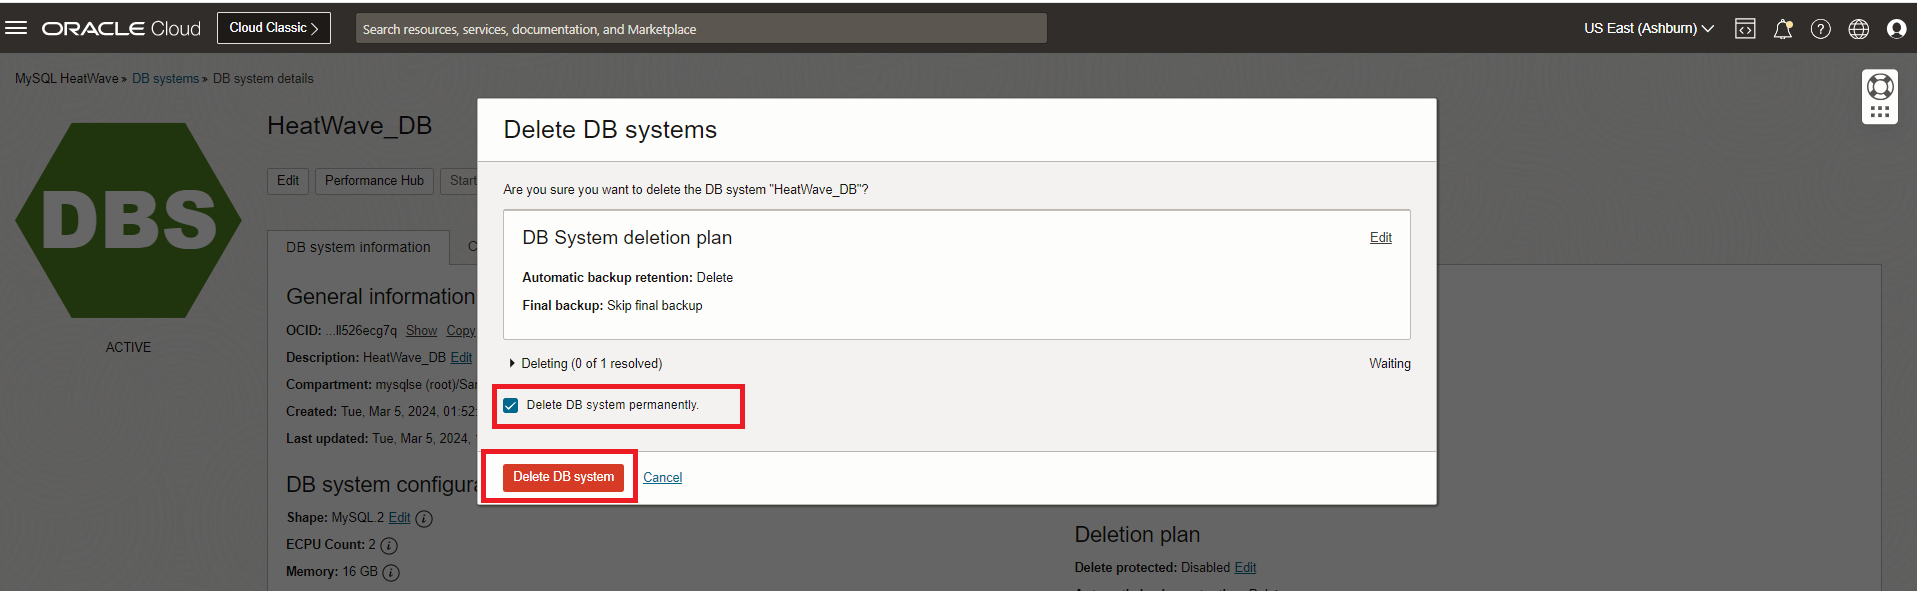 ORACLE Cloud
Cloud Classic
Search resources, services, documentation, and Marketplace
US East (Ashburn)
MySQL HeatWave » DB systems » DB system details
DBS
ACTIVE
HeatWave_DB
Edit
Performance Hub
Start
DB system information
C
General information
OCID: ...ll526ecg7q Show Copy
Description: HeatWave_DB Edit
Compartment: mysqlse (root)/Sa
Created: Tue, Mar 5, 2024, 01:52:
Last updated: Tue, Mar 5, 2024,
DB system configura
Shape: MySQL.2 Edit
ECPU Count: 2
Memory: 16 GB
Delete DB systems
Are you sure you want to delete the DB system "HeatWave_DB"?
DB System deletion plan
Edit
Automatic backup retention: Delete
Final backup: Skip final backup
Deleting (0 of 1 resolved)
Waiting
Delete DB system permanently.
Delete DB system
Cancel
Deletion plan
Delete protected: Disabled Edit